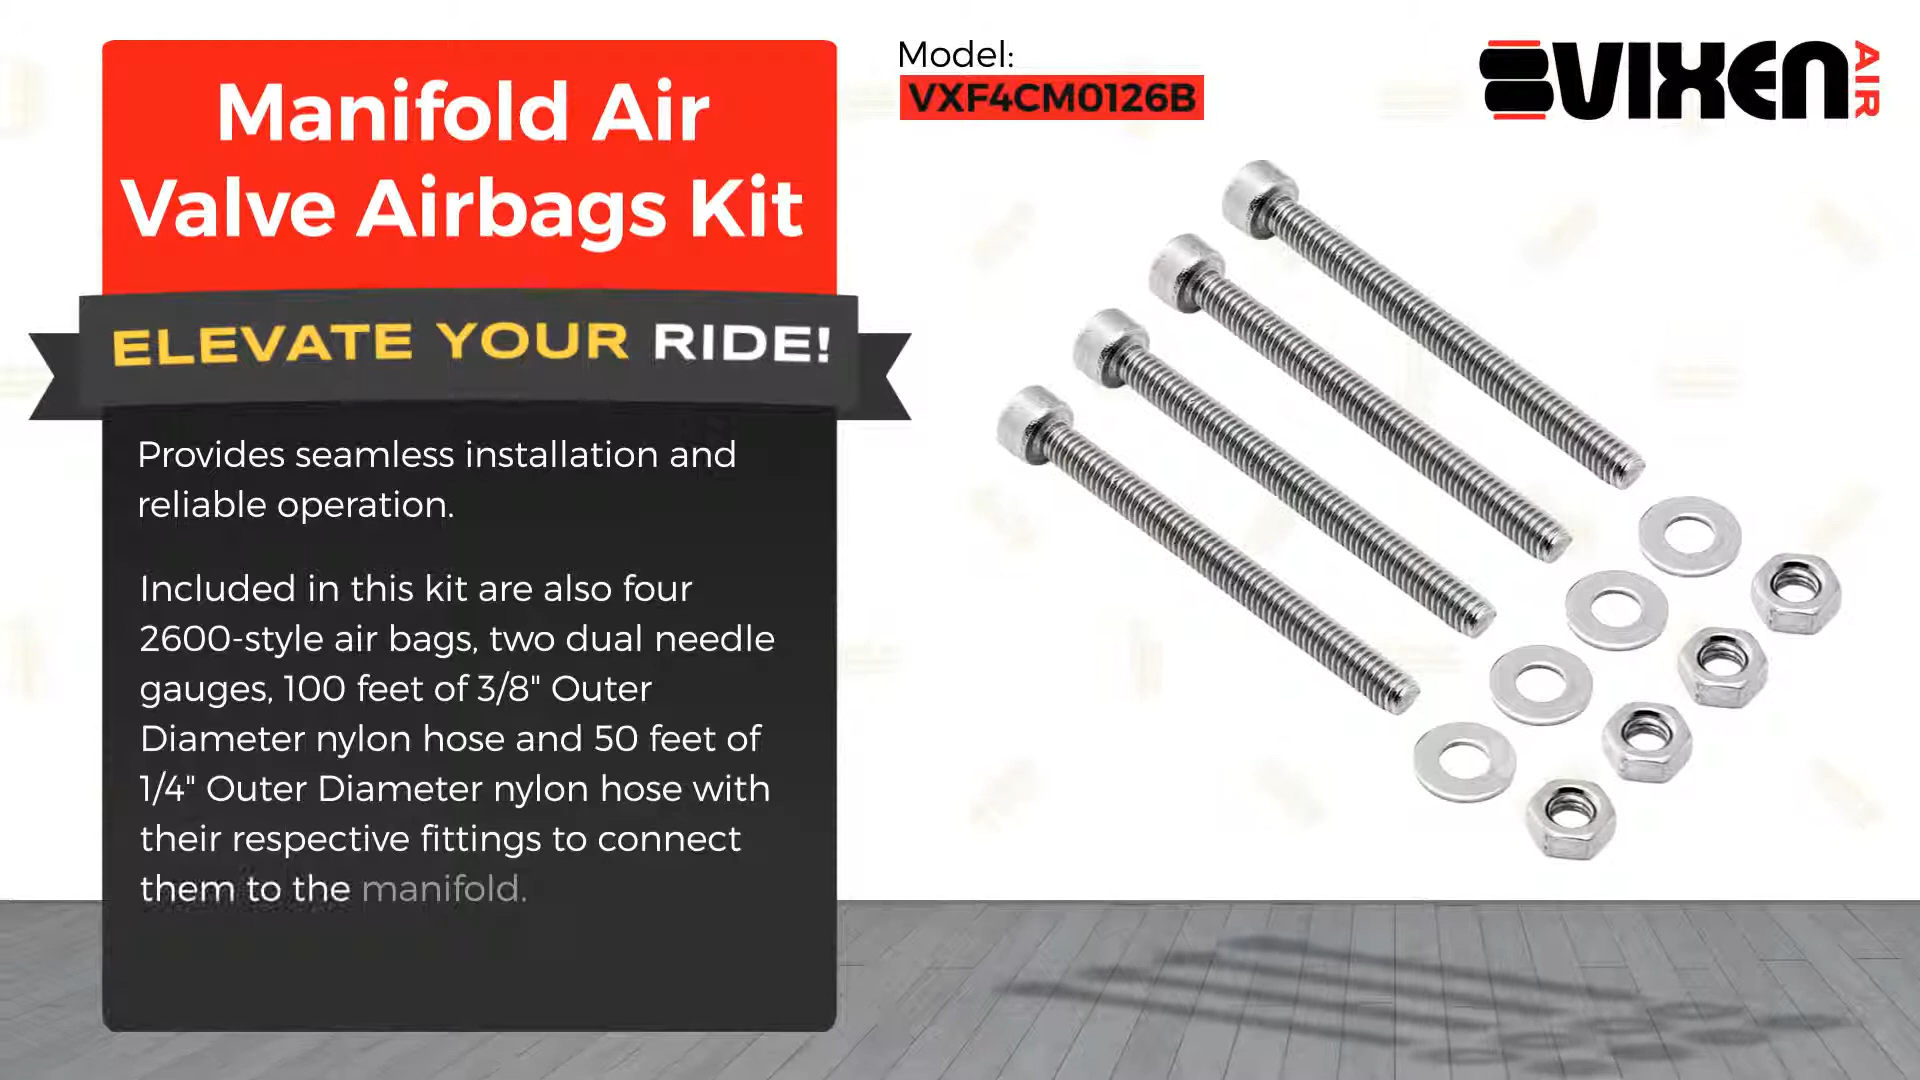 Manifold Air
Valve Airbags Kit
ELEVATE YOUR RIDE!
Provides seamless installation and
reliable operation.
Included in this kit are also four
2600-style air bags, two dual needle
gauges, 100 feet of 3/8" Outer
Diameter nylon hose and 50 feet of
1/4" Outer Diameter nylon hose with
their respective fittings to connect
them to the manifold.
Model:
VXF4CM0126B
VIXEN AIR